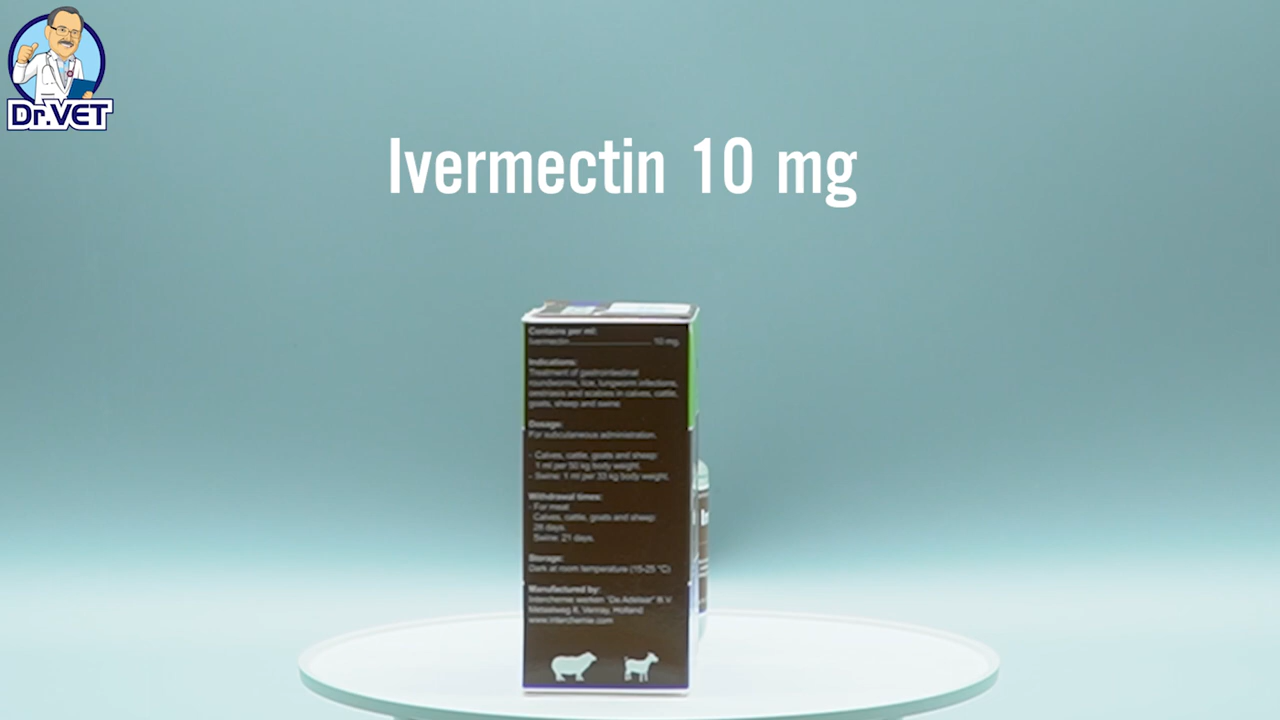 Dr.VET
Ivermectin 10 mg
Contains per ml:
Ivermectin 10 mg.
Indications:
Treatment of gastrointestinal
roundworms, lice, lungworm infections,
oestriasis and scabies in calves, cattle,
goats, sheep and swine
Dosage:
For subcutaneous administration.
- Calves, cattle, goats and sheep:
1 ml per 50 kg body weight.
- Swine: 1 ml per 33 kg body weight.
Withdrawal times:
- For meat
Calves, cattle, goats and sheep:
28 days.
Swine: 21 days.
Storage:
Dark at room temperature (15-25 °C)
Manufactured by:
Interchemie werken "De Adelaar" B.V.
Metaalweg 8, Venray, Holland
www.interchemie.com